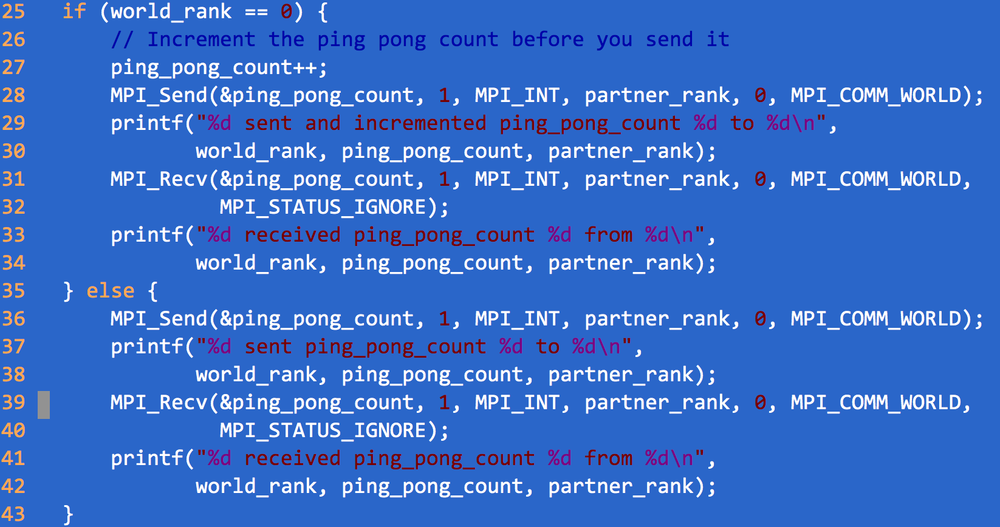 25   if (world_rank == 0) {
26       // Increment the ping pong count before you send it
27       ping_pong_count++;
28       MPI_Send(&ping_pong_count, 1, MPI_INT, partner_rank, 0, MPI_COMM_WORLD);
29       printf("%d sent and incremented ping_pong_count %d to %d\n",
30              world_rank, ping_pong_count, partner_rank);
31       MPI_Recv(&ping_pong_count, 1, MPI_INT, partner_rank, 0, MPI_COMM_WORLD,
32                MPI_STATUS_IGNORE);
33       printf("%d received ping_pong_count %d from %d\n",
34              world_rank, ping_pong_count, partner_rank);
35   } else {
36       MPI_Send(&ping_pong_count, 1, MPI_INT, partner_rank, 0, MPI_COMM_WORLD);
37       printf("%d sent ping_pong_count %d to %d\n",
38              world_rank, ping_pong_count, partner_rank);
39       MPI_Recv(&ping_pong_count, 1, MPI_INT, partner_rank, 0, MPI_COMM_WORLD,
40                MPI_STATUS_IGNORE);
41       printf("%d received ping_pong_count %d from %d\n",
42              world_rank, ping_pong_count, partner_rank);
43   }